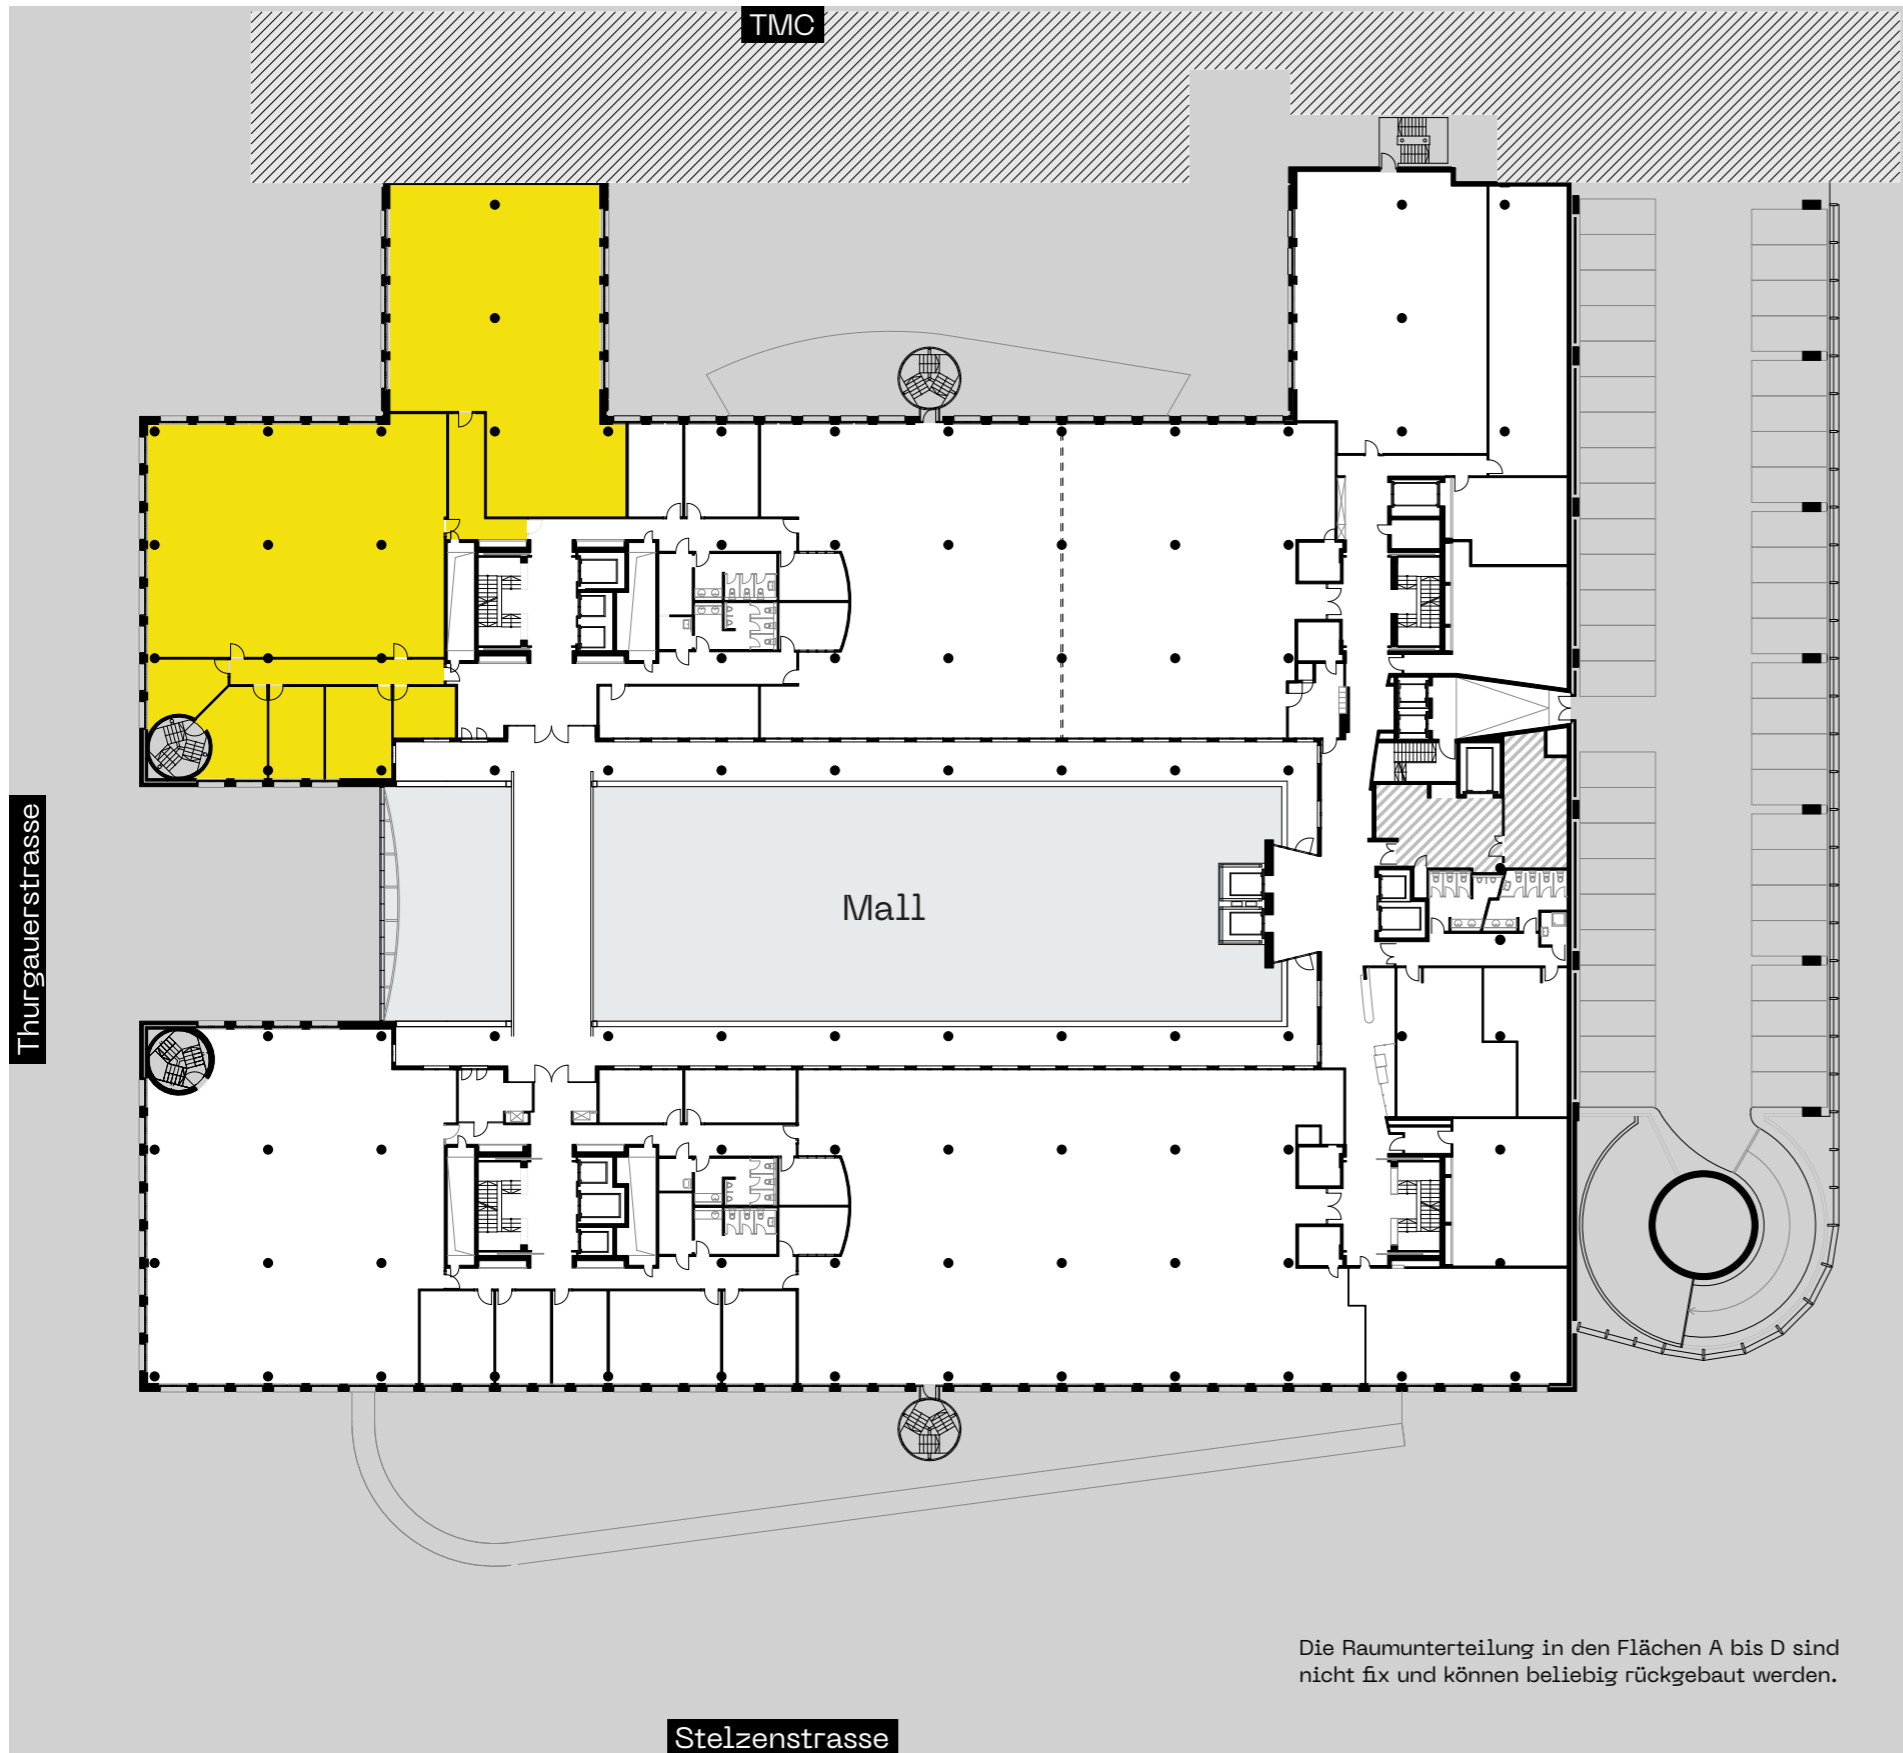 TMC
Thurgauerstrasse
Mall
Die Raumunterteilung in den Flächen A bis D sind
nicht fix und können beliebig rückgebaut werden.
Stelzenstrasse